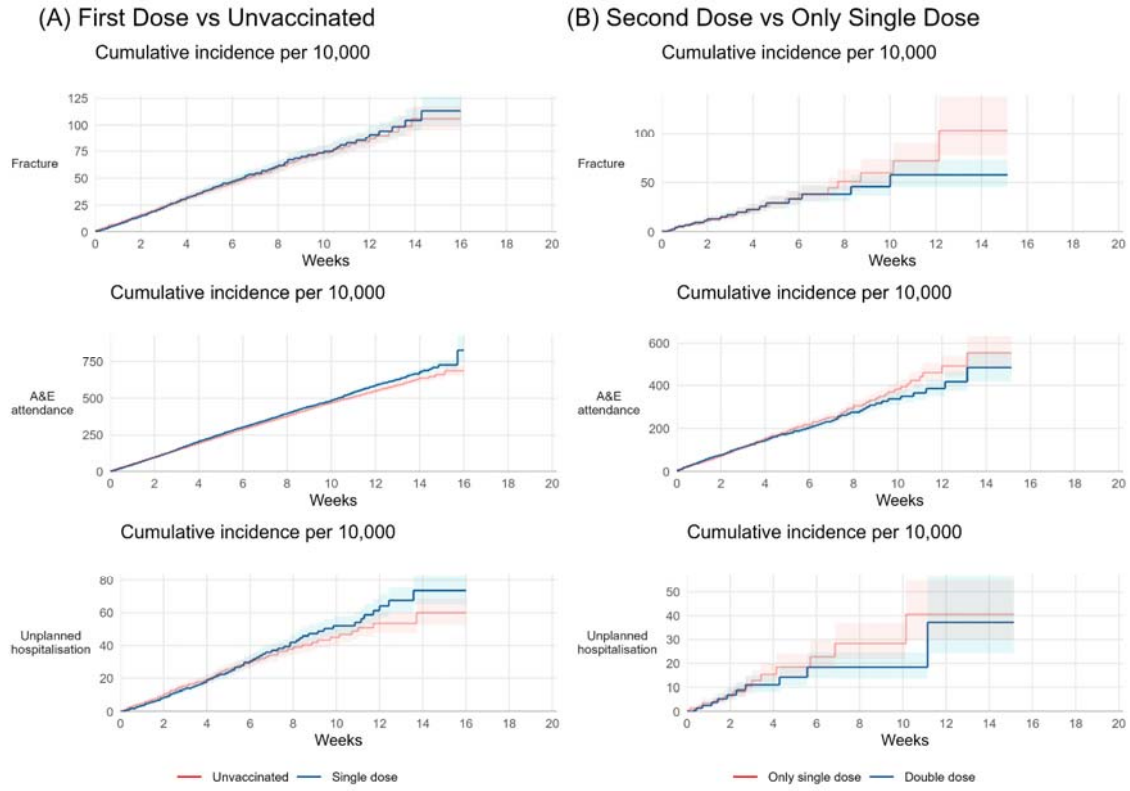 (A) First Dose vs Unvaccinated
Cumulative incidence per 10,000
125
100
75
50
25
0
Fracture
0 2 4 6 8 10 12 14 16 18 20
Weeks
Cumulative incidence per 10,000
750
500
250
0
A&E
attendance
0 2 4 6 8 10 12 14 16 18 20
Weeks
Cumulative incidence per 10,000
80
60
40
20
0
Unplanned
hospitalisation
0 2 4 6 8 10 12 14 16 18 20
Weeks
Unvaccinated Single dose
(B) Second Dose vs Only Single Dose
Cumulative incidence per 10,000
100
50
0
Fracture
0 2 4 6 8 10 12 14 16 18 20
Weeks
Cumulative incidence per 10,000
600
400
200
0
A&E
attendance
0 2 4 6 8 10 12 14 16 18 20
Weeks
Cumulative incidence per 10,000
50
40
30
20
10
0
Unplanned
hospitalisation
0 2 4 6 8 10 12 14 16 18 20
Weeks
Only single dose Double dose